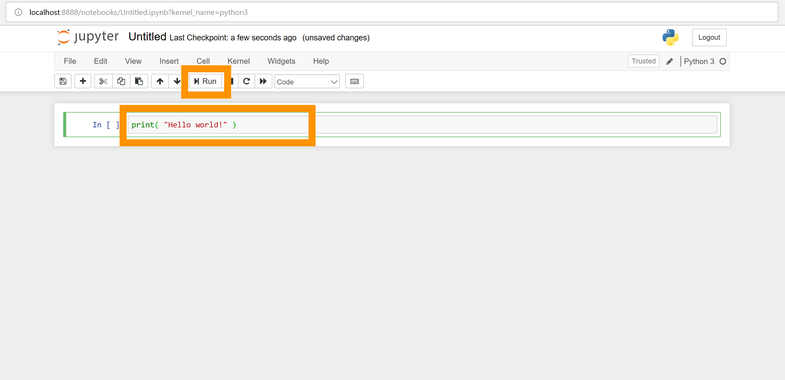 localhost:8888/notebooks/Untitled.ipynb?kernel_name=python3
jupyter Untitled Last Checkpoint: a few seconds ago (unsaved changes) Logout
File Edit View Insert Cell Kernel Widgets Help Trusted Python 3
Run Code
In [ ] print( "Hello world!" )